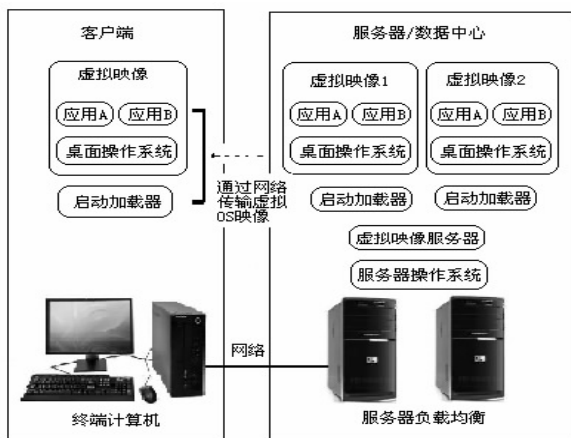 客户端
虚拟映像
应用A
应用B
桌面操作系统
启动加载器
通过网络
传输虚拟
OS映像
服务器/数据中心
虚拟映像1
应用A
应用B
桌面操作系统
启动加载器
虚拟映像2
应用A
应用B
桌面操作系统
启动加载器
虚拟映像服务器
服务器操作系统
网络
终端计算机
服务器负载均衡